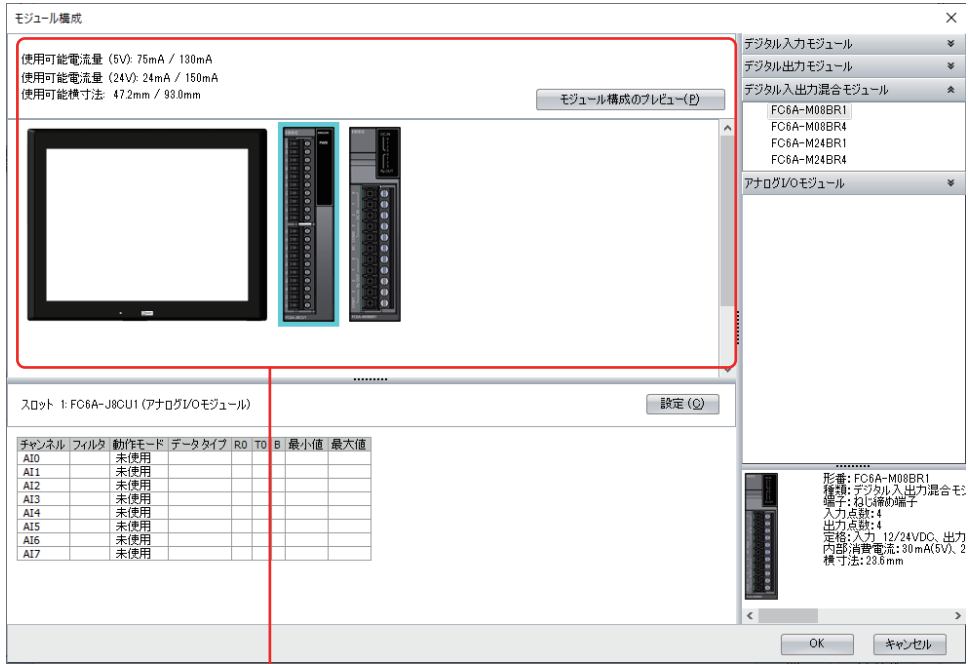 モジュール構成
使用可能電流量 (5V): 75mA / 130mA
使用可能電流量 (24V): 24mA / 150mA
使用可能横寸法: 47.2mm / 93.0mm
モジュール構成のプレビュー(P)
スロット 1: FC6A-J8CU1 (アナログI/Oモジュール)
設定(C)
チャンネル フィルタ 動作モード データ タイプ R0 T0 B 最小値 最大値
AI0 未使用
AI1 未使用
AI2 未使用
AI3 未使用
AI4 未使用
AI5 未使用
AI6 未使用
AI7 未使用
デジタル入力モジュール
デジタル出力モジュール
デジタル入出力混合モジュール
FC6A-M08BR1
FC6A-M08BR4
FC6A-M24BR1
FC6A-M24BR4
アナログI/Oモジュール
形番: FC6A-M08BR1
種類: デジタル入出力混合モジ
端子: ねじ締め端子
入力点数: 4
出力点数: 4
定格: 入力 12/24VDC、出力
内部消費電流: 30mA(5V)、2
横寸法: 23.6mm
OK
キャンセル